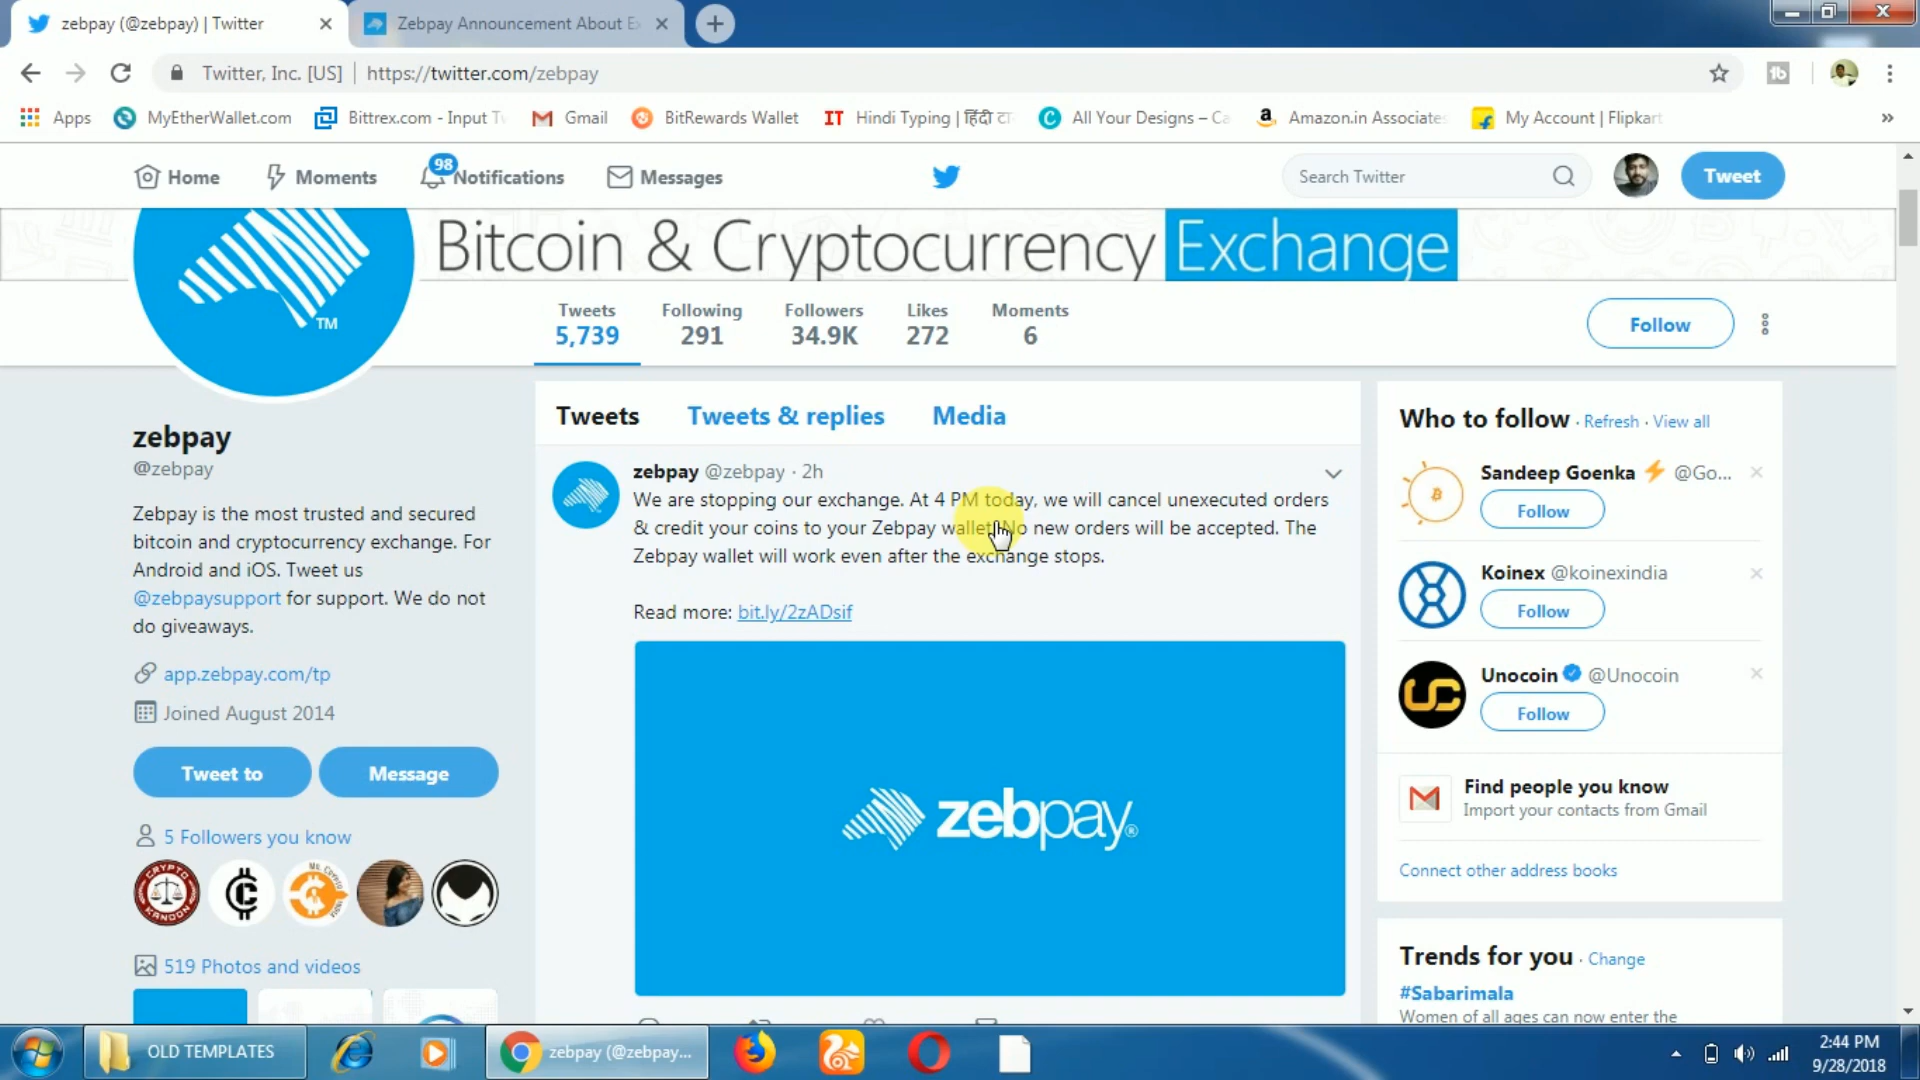 zebpay (@zebpay) | Twitter
Zebpay Announcement About E
Twitter, Inc. [US]
https://twitter.com/zebpay
Apps
MyEtherWallet.com
Bittrex.com - Input T
Gmail
BitRewards Wallet
IT
Hindi Typing | हिंदी टा
All Your Designs – Ca
Amazon.in Associate
My Account | Flipkart
»
Home
Moments
98
Notifications
Messages
Search Twitter
Tweet
TM
Bitcoin & Cryptocurrency Exchange
Tweets
5,739
Following
291
Followers
34.9K
Likes
272
Moments
6
Follow
zebpay
@zebpay
Zebpay is the most trusted and secured
bitcoin and cryptocurrency exchange. For
Android and iOS. Tweet us
@zebpaysupport for support. We do not
do giveaways.
app.zebpay.com/tp
Joined August 2014
Tweet to
Message
5 Followers you know
CRYPTO
KANOON
519 Photos and videos
Tweets
Tweets & replies
Media
zebpay @zebpay · 2h
We are stopping our exchange. At 4 PM today, we will cancel unexecuted orders
& credit your coins to your Zebpay wallet. No new orders will be accepted. The
Zebpay wallet will work even after the exchange stops.
Read more: bit.ly/2zADsif
zebpay®
Who to follow · Refresh · View all
Sandeep Goenka @Go...
Follow
Koinex @koinexindia
Follow
UC
Unocoin @Unocoin
Follow
Find people you know
Import your contacts from Gmail
Connect other address books
Trends for you · Change
#Sabarimala
Women of all ages can now enter the
OLD TEMPLATES
zebpay (@zebpay...
2:44 PM
9/28/2018